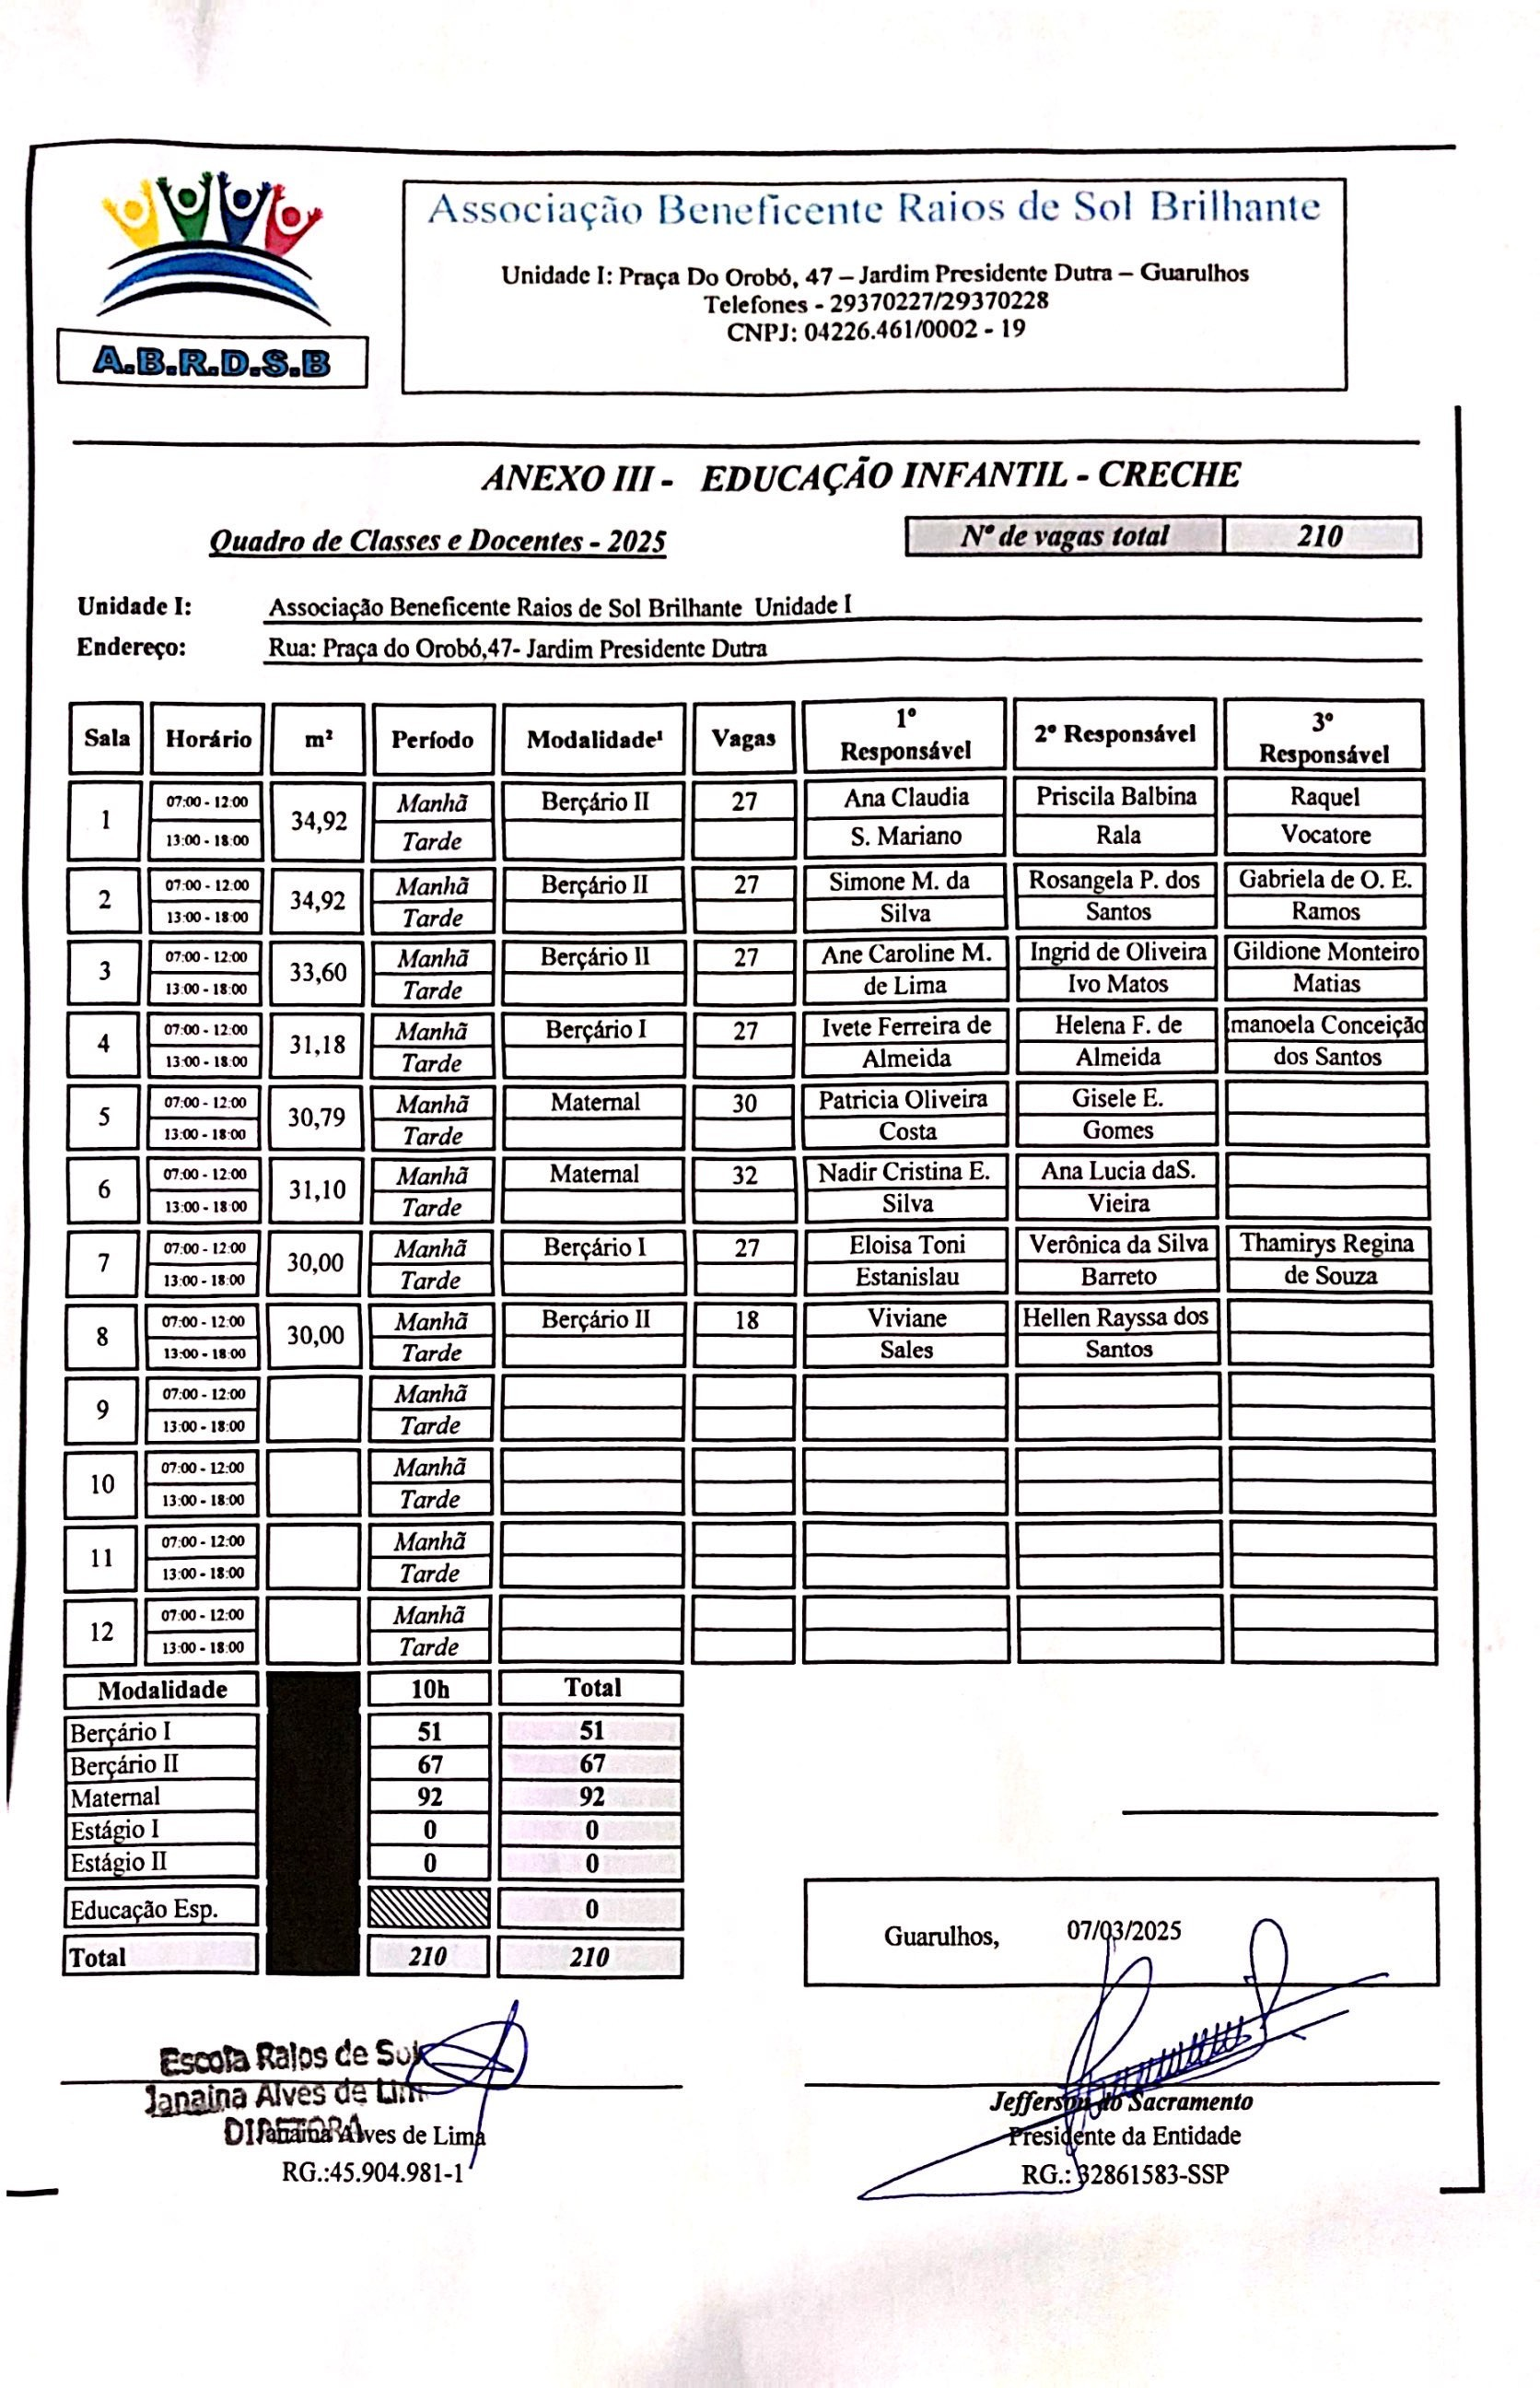 Associação Beneficente Raios de Sol Brilhante
Unidade I: Praça Do Orobó, 47 – Jardim Presidente Dutra – Guarulhos
Telefones - 29370227/29370228
CNPJ: 04226.461/0002 - 19
A.B.R.D.S.B
ANEXO III - EDUCAÇÃO INFANTIL - CRECHE
Quadro de Classes e Docentes - 2025 Nº de vagas total 210
Unidade I: Associação Beneficente Raios de Sol Brilhante Unidade I
Endereço: Rua: Praça do Orobó,47- Jardim Presidente Dutra
Sala Horário m² Período Modalidade¹ Vagas 1º Responsável 2º Responsável 3º Responsável
1 07:00 - 12:00 34,92 Manhã Berçário II 27 Ana Claudia Priscila Balbina Raquel
13:00 - 18:00 Tarde S. Mariano Rala Vocatore
2 07:00 - 12:00 34,92 Manhã Berçário II 27 Simone M. da Rosangela P. dos Gabriela de O. E.
13:00 - 18:00 Tarde Silva Santos Ramos
3 07:00 - 12:00 33,60 Manhã Berçário II 27 Ane Caroline M. Ingrid de Oliveira Gildione Monteiro
13:00 - 18:00 Tarde de Lima Ivo Matos Matias
4 07:00 - 12:00 31,18 Manhã Berçário I 27 Ivete Ferreira de Helena F. de manoela Conceição
13:00 - 18:00 Tarde Almeida Almeida dos Santos
5 07:00 - 12:00 30,79 Manhã Maternal 30 Patricia Oliveira Gisele E.
13:00 - 18:00 Tarde Costa Gomes
6 07:00 - 12:00 31,10 Manhã Maternal 32 Nadir Cristina E. Ana Lucia daS.
13:00 - 18:00 Tarde Silva Vieira
7 07:00 - 12:00 30,00 Manhã Berçário I 27 Eloisa Toni Verônica da Silva Thamirys Regina
13:00 - 18:00 Tarde Estanislau Barreto de Souza
8 07:00 - 12:00 30,00 Manhã Berçário II 18 Viviane Hellen Rayssa dos
13:00 - 18:00 Tarde Sales Santos
9 07:00 - 12:00 Manhã
13:00 - 18:00 Tarde
10 07:00 - 12:00 Manhã
13:00 - 18:00 Tarde
11 07:00 - 12:00 Manhã
13:00 - 18:00 Tarde
12 07:00 - 12:00 Manhã
13:00 - 18:00 Tarde
Modalidade 10h Total
Berçário I 51 51
Berçário II 67 67
Maternal 92 92
Estágio I 0 0
Estágio II 0 0
Educação Esp. 0
Total 210 210
Guarulhos, 07/03/2025
Escola Raios de Sol
Janaina Alves de Lim
DIRETORA
Janaina Alves de Lima
RG.:45.904.981-1
Jefferson do Sacramento
Presidente da Entidade
RG.: 32861583-SSP